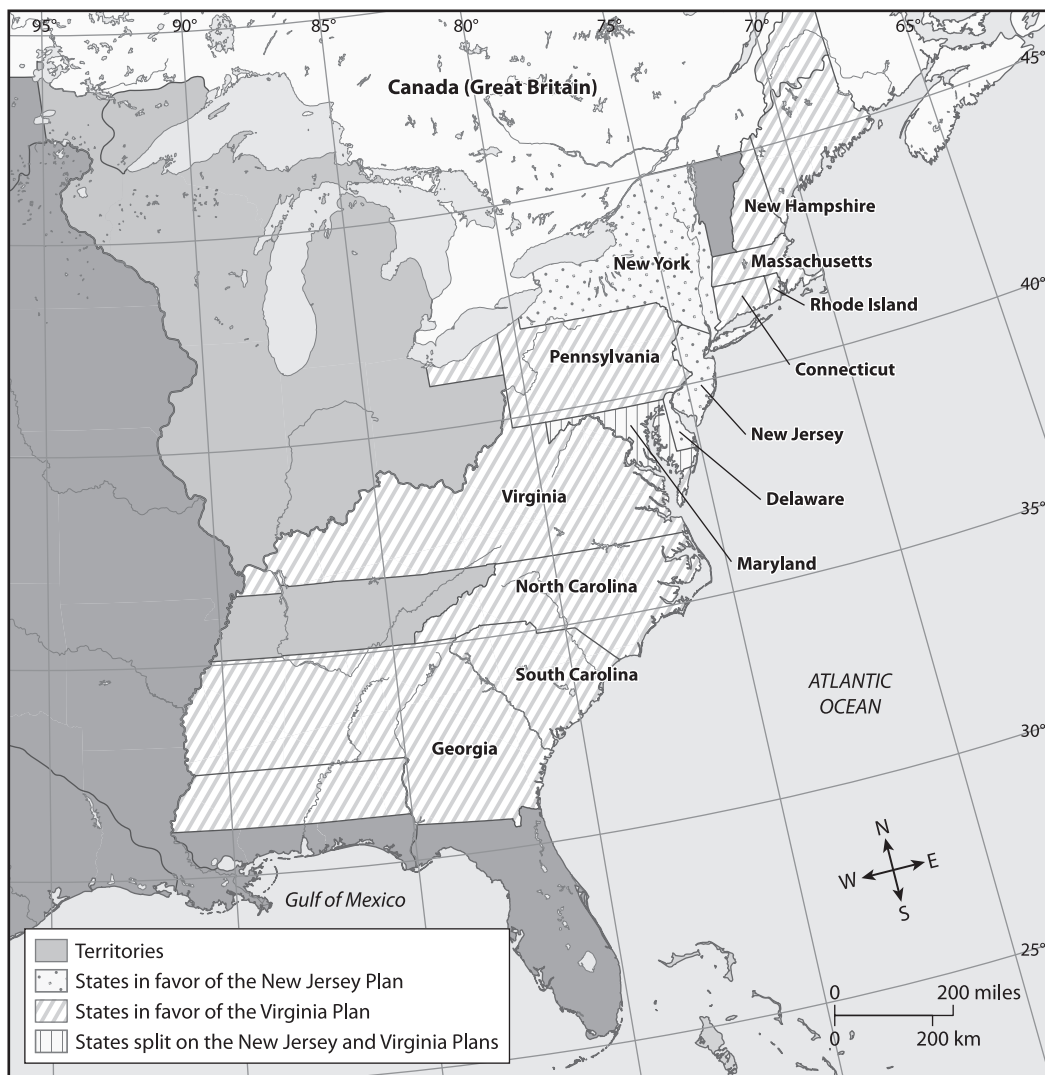 95°
90°
85°
80°
75°
70°
65°
45°
Canada (Great Britain)
New Hampshire
New York
Massachusetts
40°
Rhode Island
Pennsylvania
Connecticut
New Jersey
Virginia
Delaware
35°
Maryland
North Carolina
South Carolina
ATLANTIC
OCEAN
30°
Georgia
N
W
E
S
Gulf of Mexico
25°
Territories
States in favor of the New Jersey Plan
States in favor of the Virginia Plan
States split on the New Jersey and Virginia Plans
0
200 miles
0
200 km